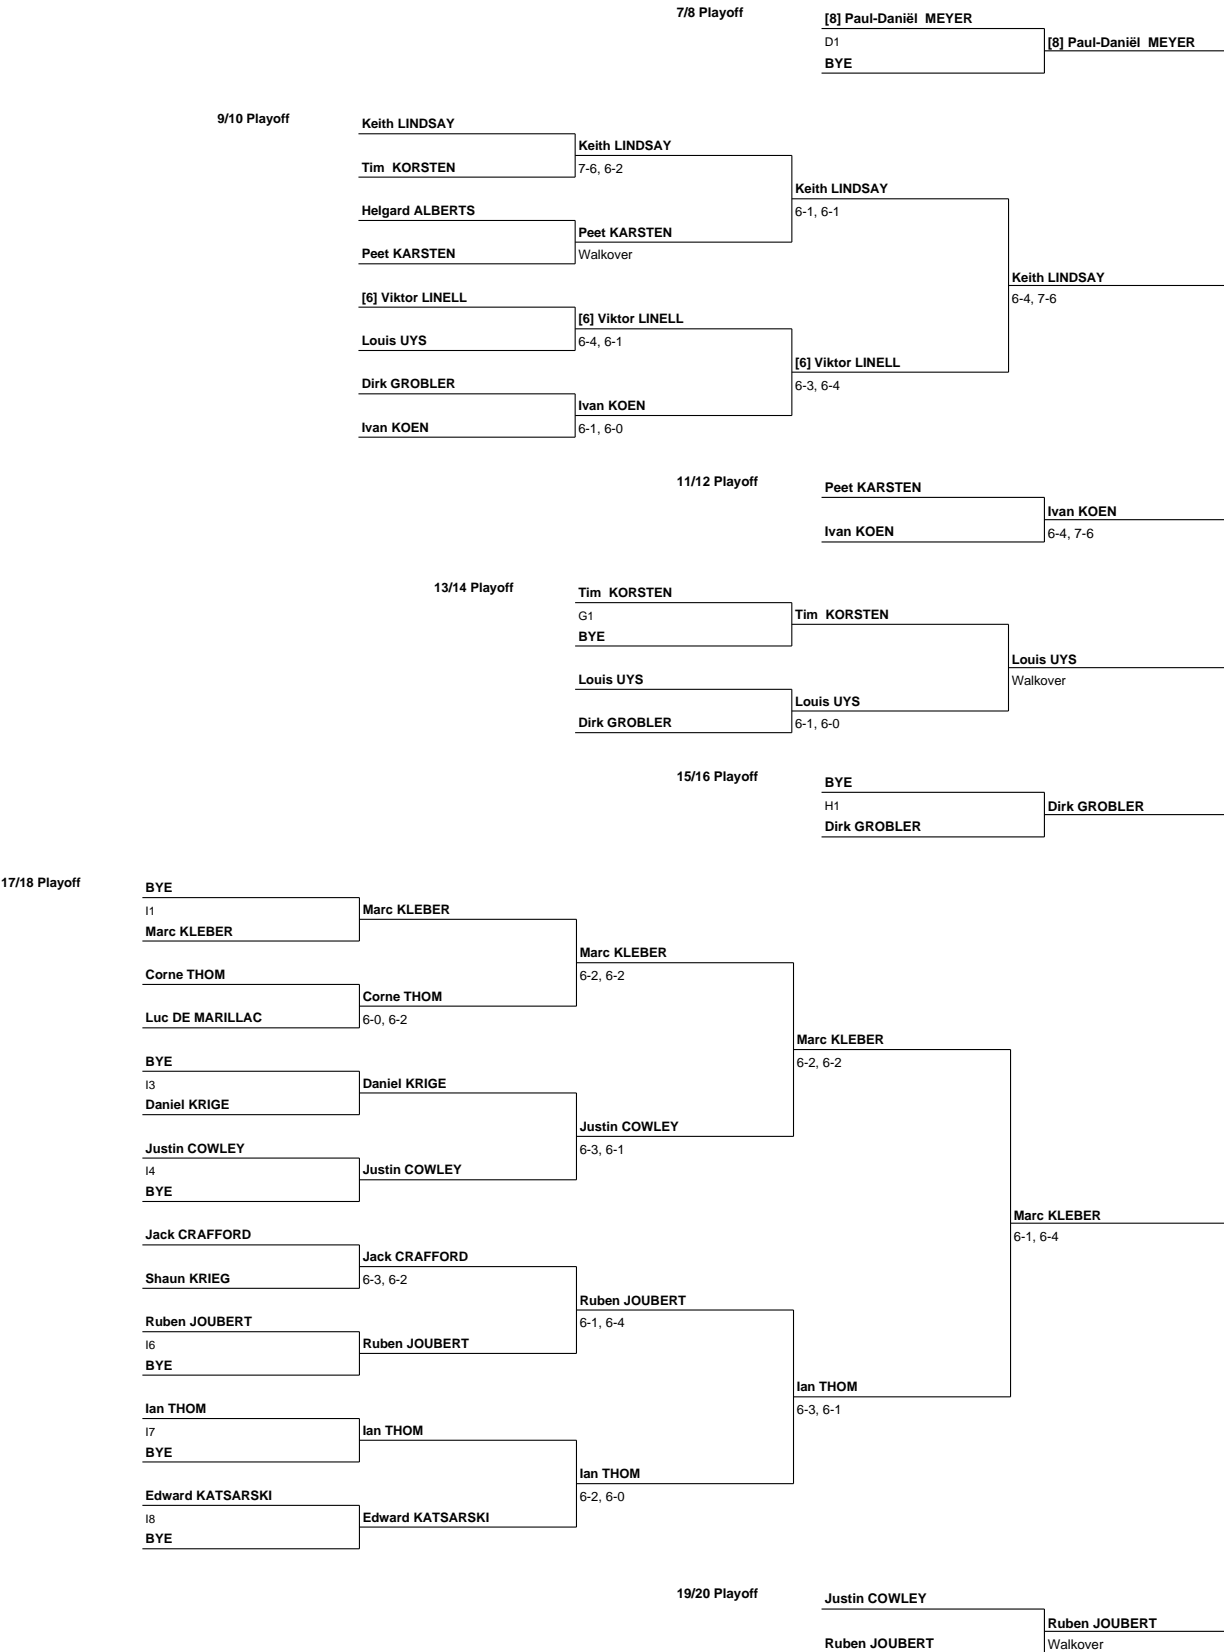 7/8 Playoff
[8] Paul-Daniël  MEYER
D1
[8] Paul-Daniël  MEYER
BYE
9/10 Playoff
Keith LINDSAY
Keith LINDSAY
Tim  KORSTEN
7-6, 6-2
Keith LINDSAY
Helgard ALBERTS
6-1, 6-1
Peet KARSTEN
Peet KARSTEN
Walkover
Keith LINDSAY
[6] Viktor LINELL
6-4, 7-6
[6] Viktor LINELL
Louis UYS
6-4, 6-1
[6] Viktor LINELL
Dirk GROBLER
6-3, 6-4
Ivan KOEN
Ivan KOEN
6-1, 6-0
11/12 Playoff
Peet KARSTEN
Ivan KOEN
Ivan KOEN
6-4, 7-6
13/14 Playoff
Tim  KORSTEN
G1
Tim  KORSTEN
BYE
Louis UYS
Louis UYS
Walkover
Louis UYS
Dirk GROBLER
6-1, 6-0
15/16 Playoff
BYE
H1
Dirk GROBLER
Dirk GROBLER
17/18 Playoff
BYE
I1
Marc KLEBER
Marc KLEBER
Marc KLEBER
Corne THOM
6-2, 6-2
Corne THOM
Luc DE MARILLAC
6-0, 6-2
Marc KLEBER
BYE
6-2, 6-2
I3
Daniel KRIGE
Daniel KRIGE
Justin COWLEY
Justin COWLEY
6-3, 6-1
I4
Justin COWLEY
BYE
Marc KLEBER
Jack CRAFFORD
6-1, 6-4
Jack CRAFFORD
Shaun KRIEG
6-3, 6-2
Ruben JOUBERT
Ruben JOUBERT
6-1, 6-4
I6
Ruben JOUBERT
BYE
Ian THOM
Ian THOM
6-3, 6-1
I7
Ian THOM
BYE
Ian THOM
Edward KATSARSKI
6-2, 6-0
I8
Edward KATSARSKI
BYE
19/20 Playoff
Justin COWLEY
Ruben JOUBERT
Ruben JOUBERT
Walkover